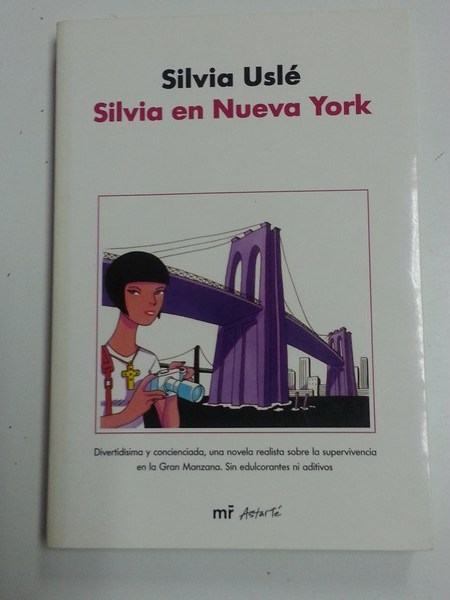 Silvia Uslé
Silvia en Nueva York
Divertidísima y concienciada, una novela realista sobre la supervivencia
en la Gran Manzana. Sin edulcorantes ni aditivos
mr̄ Astarté